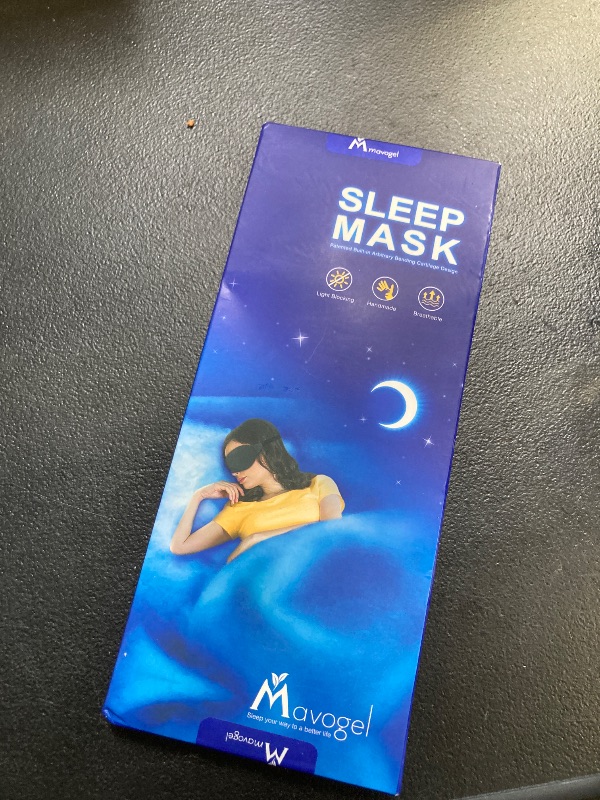 mavogel
SLEEP
MASK
Patented Built-in Arbitrary Bending Cartilage Design
Light Blocking
Handmade
Breathable
Mavogel
Sleep your way to a better life
mavogel